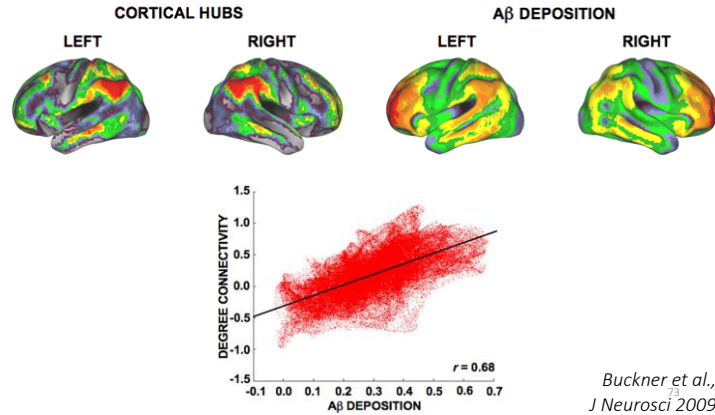 CORTICAL HUBS
Aβ DEPOSITION
LEFT
RIGHT
LEFT
RIGHT
DEGREE CONNECTIVITY
1.5
1.0
0.5
0.0
-0.5
-1.0
-1.5
r = 0.68
-0.1 0.0 0.1 0.2 0.3 0.4 0.5 0.6 0.7
Aβ DEPOSITION
Buckner et al.,
73
J Neurosci 2009